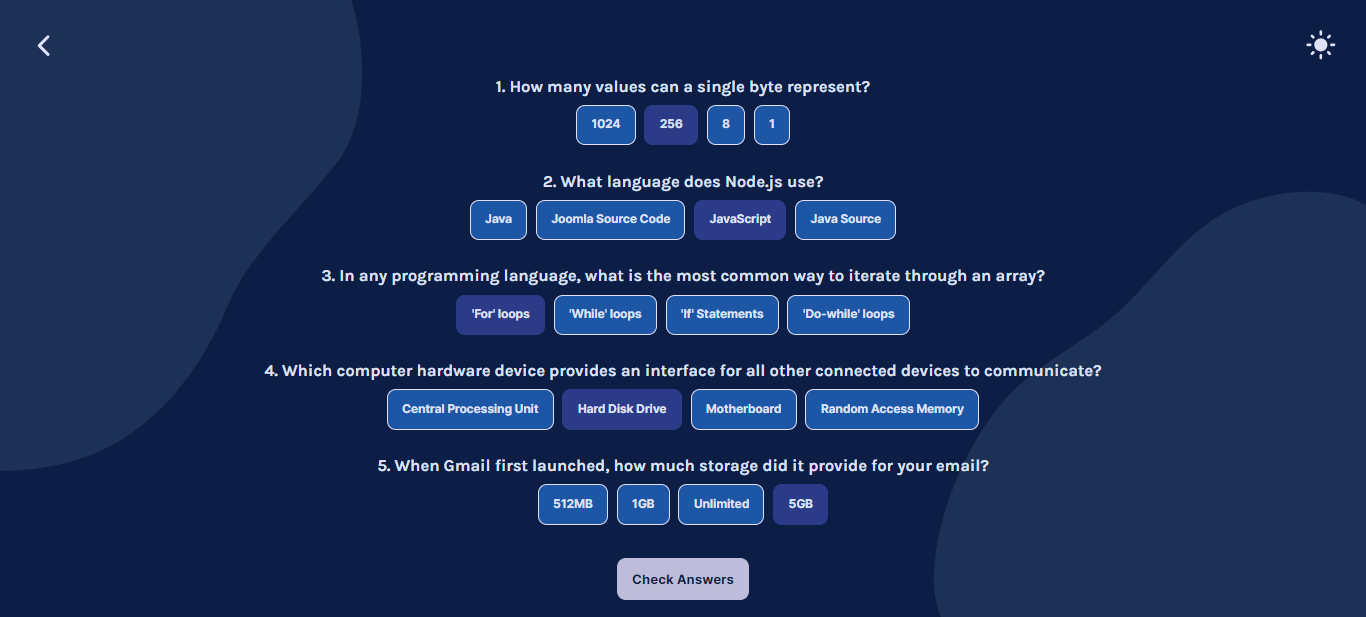 1. How many values can a single byte represent?
1024 256 8 1
2. What language does Node.js use?
Java Joomla Source Code JavaScript Java Source
3. In any programming language, what is the most common way to iterate through an array?
'For' loops 'While' loops 'If' Statements 'Do-while' loops
4. Which computer hardware device provides an interface for all other connected devices to communicate?
Central Processing Unit Hard Disk Drive Motherboard Random Access Memory
5. When Gmail first launched, how much storage did it provide for your email?
512MB 1GB Unlimited 5GB
Check Answers